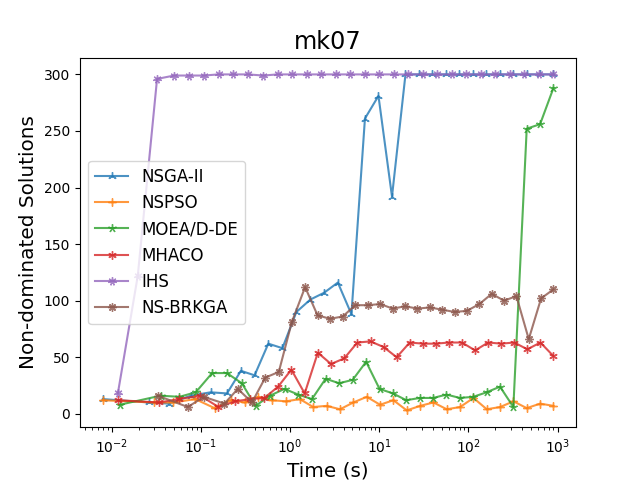 mk07
Non-dominated Solutions
300
250
200
150
100
50
0
NSGA-II
NSPSO
MOEA/D-DE
MHACO
IHS
NS-BRKGA
10⁻² 10⁻¹ 10⁰ 10¹ 10² 10³
Time (s)